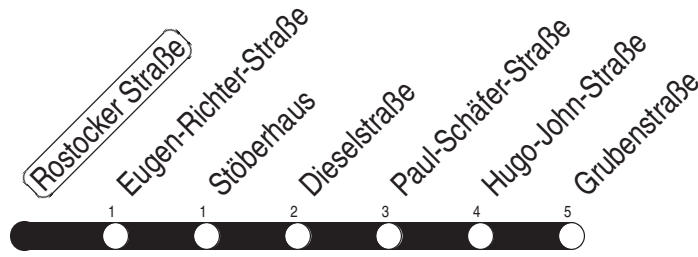 Rostocker Straße
Eugen-Richter-Straße
Stöberhaus
Dieselstraße
Paul-Schäfer-Straße
Hugo-John-Straße
Grubenstraße
1 1 2 3 4 5